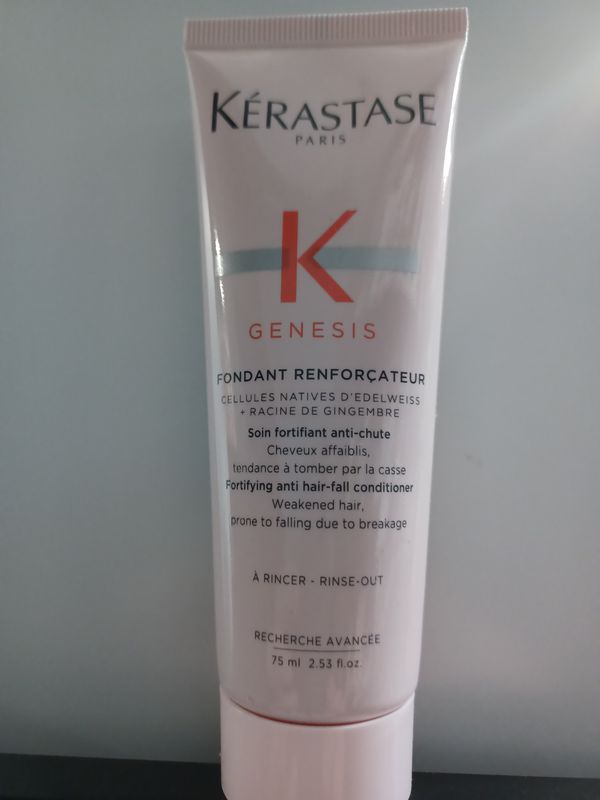 KÉRASTASE
PARIS
K
GENESIS
FONDANT RENFORÇATEUR
CELLULES NATIVES D'EDELWEISS
+ RACINE DE GINGEMBRE
Soin fortifiant anti-chute
Cheveux affaiblis,
tendance à tomber par la casse
Fortifying anti hair-fall conditioner
Weakened hair,
prone to falling due to breakage
À RINCER - RINSE-OUT
RECHERCHE AVANCÉE
75 ml 2.53 fl.oz.